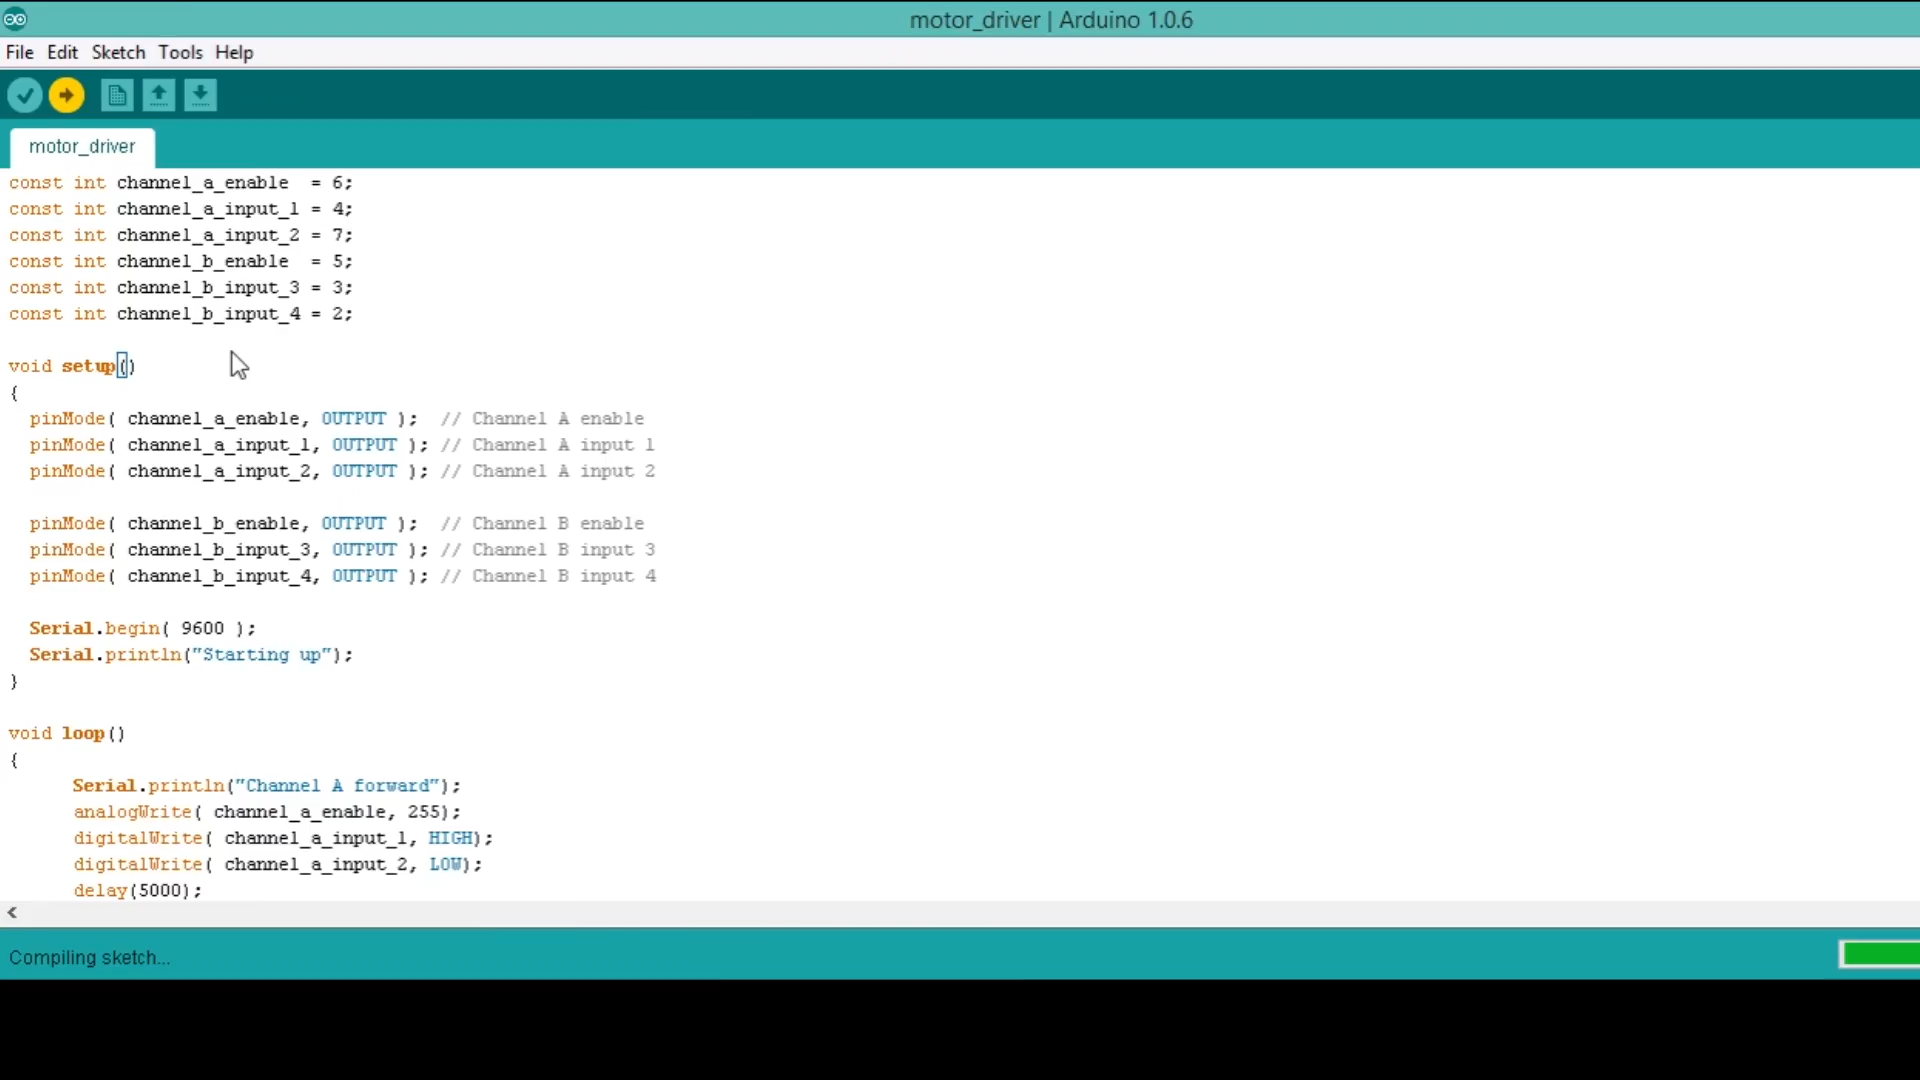 motor_driver | Arduino 1.0.6
File Edit Sketch Tools Help
motor_driver
const int channel_a_enable  = 6;
const int channel_a_input_1 = 4;
const int channel_a_input_2 = 7;
const int channel_b_enable  = 5;
const int channel_b_input_3 = 3;
const int channel_b_input_4 = 2;
void setup()
{
  pinMode( channel_a_enable, OUTPUT );  // Channel A enable
  pinMode( channel_a_input_1, OUTPUT ); // Channel A input 1
  pinMode( channel_a_input_2, OUTPUT ); // Channel A input 2
  pinMode( channel_b_enable, OUTPUT );  // Channel B enable
  pinMode( channel_b_input_3, OUTPUT ); // Channel B input 3
  pinMode( channel_b_input_4, OUTPUT ); // Channel B input 4
  Serial.begin( 9600 );
  Serial.println("Starting up");
}
void loop()
{
      Serial.println("Channel A forward");
      analogWrite( channel_a_enable, 255);
      digitalWrite( channel_a_input_1, HIGH);
      digitalWrite( channel_a_input_2, LOW);
      delay(5000);
Compiling sketch...